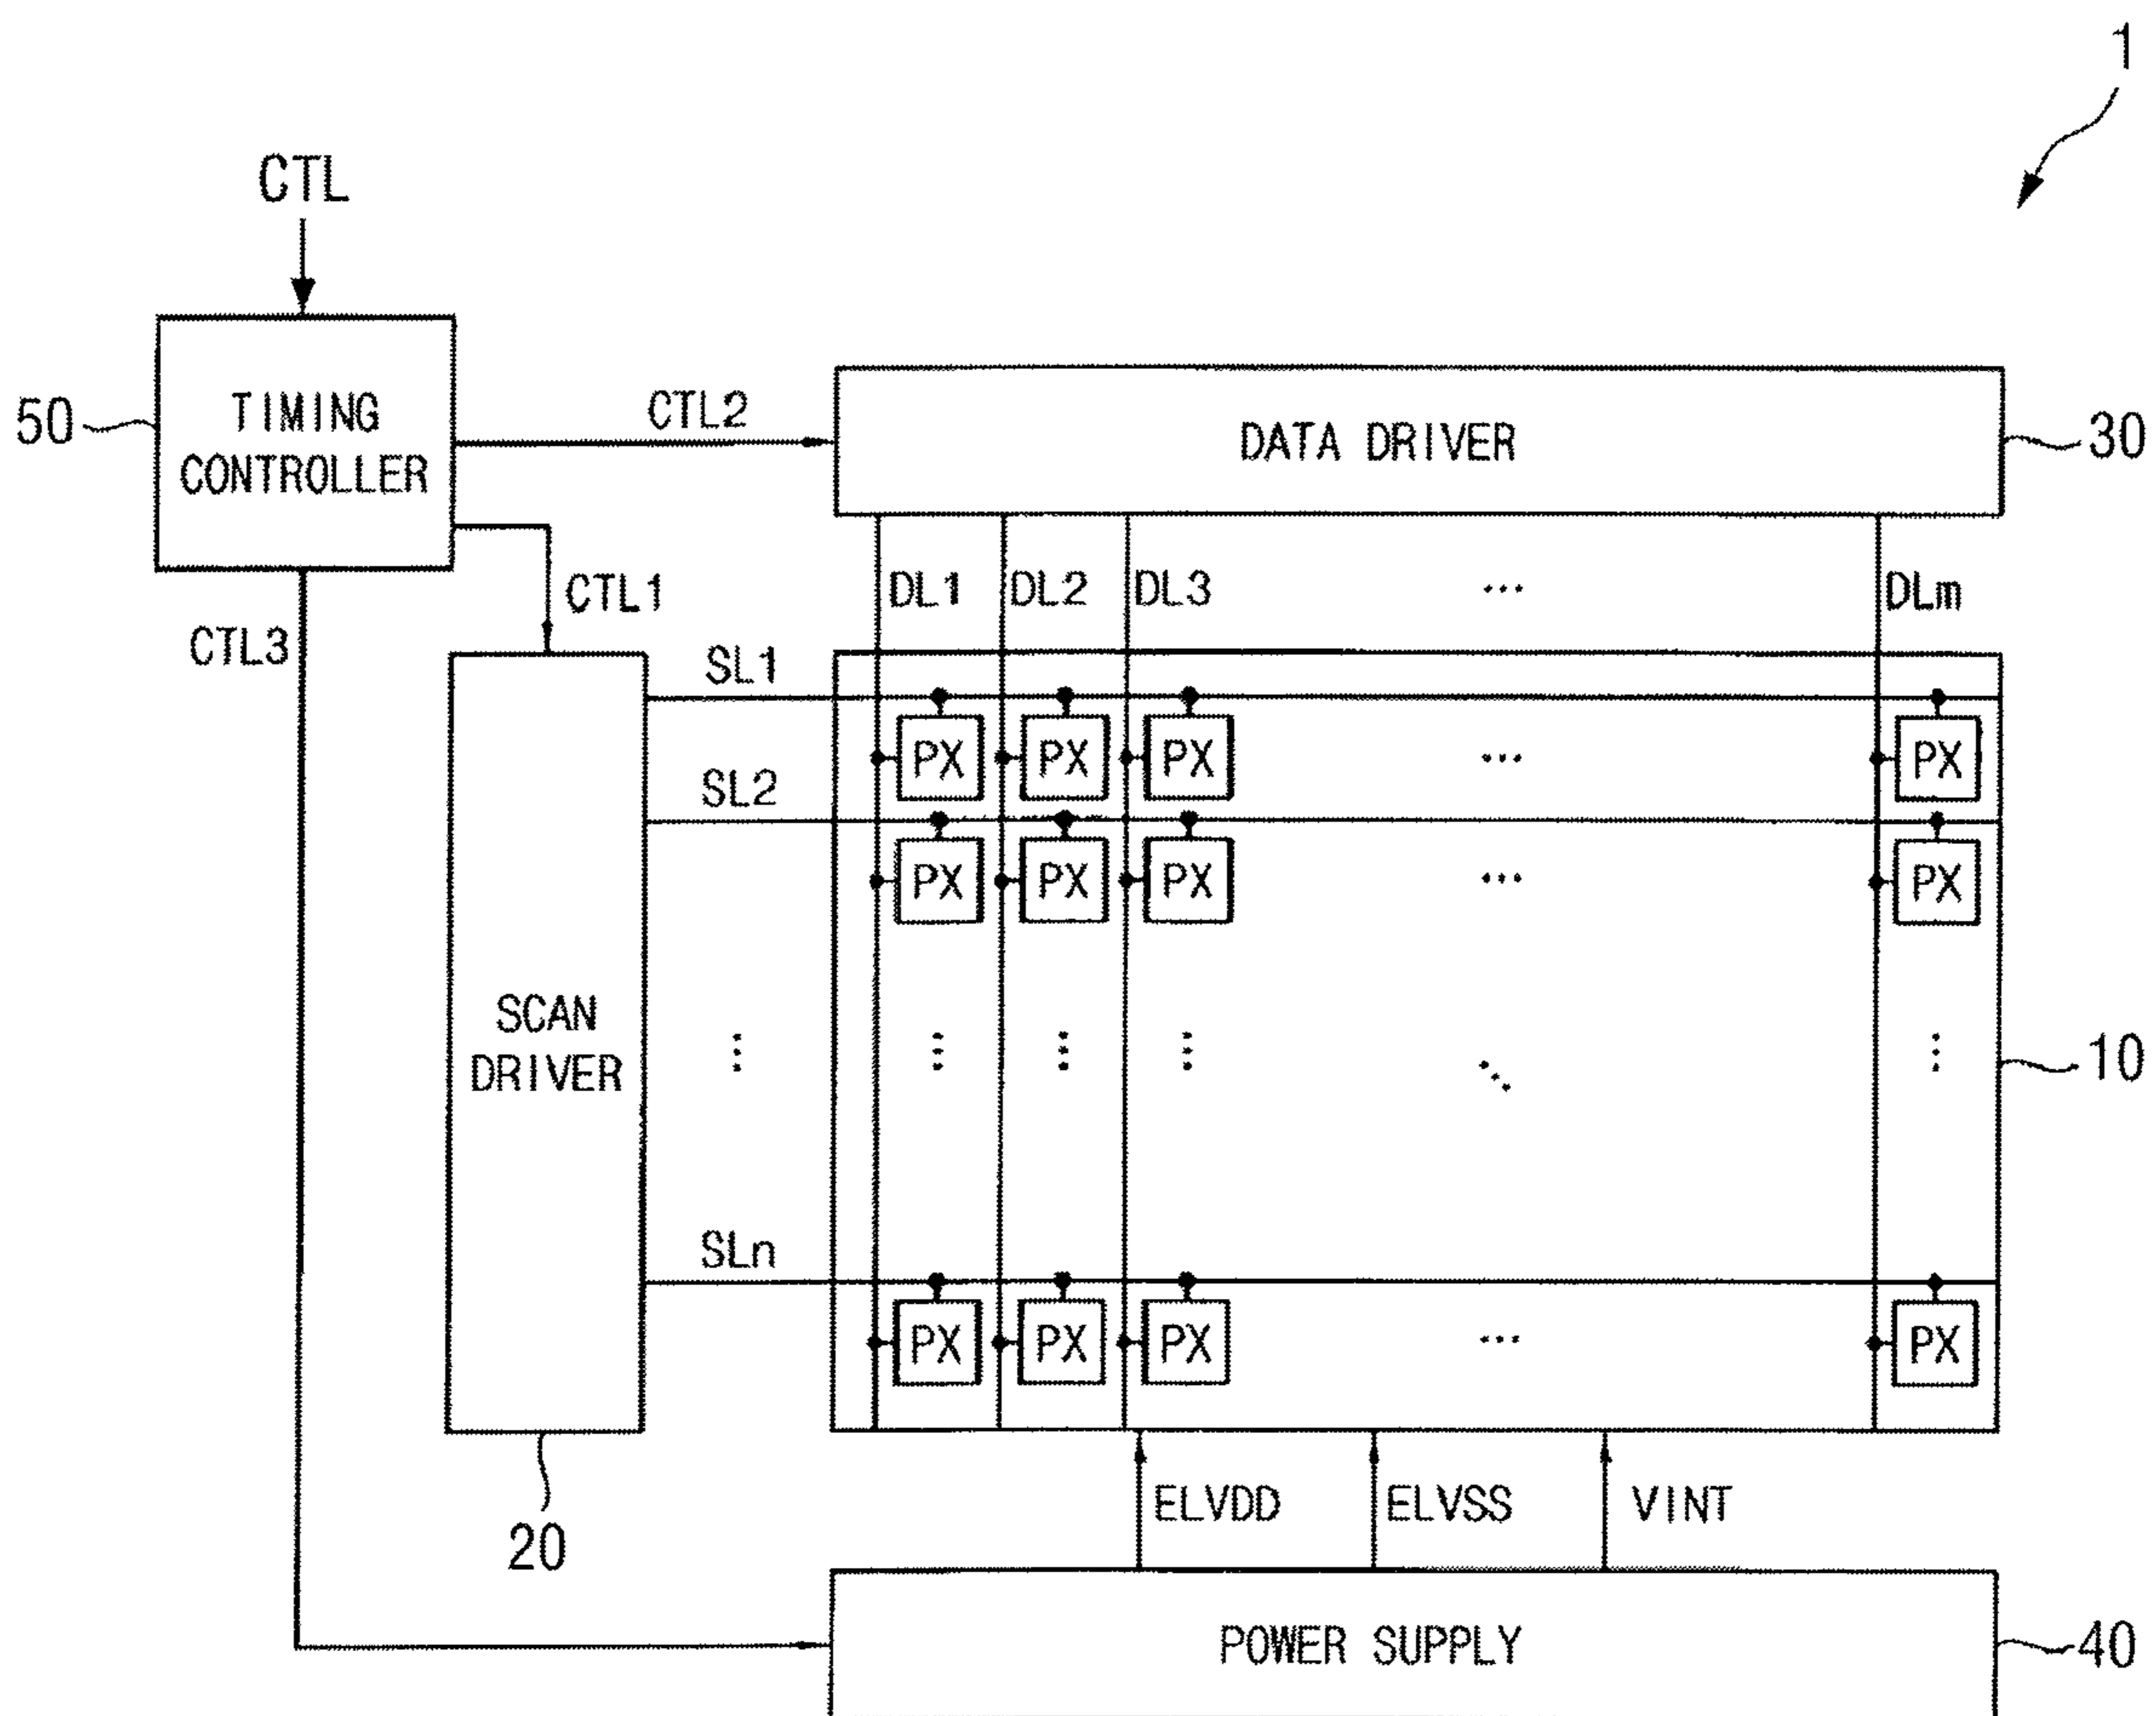 1
CTL
50
TIMING
CONTROLLER
CTL2
DATA DRIVER
30
CTL1
CTL3
DL1
DL2
DL3
...
DLm
SL1
PX PX PX ... PX
SL2
PX PX PX ... PX
SCAN
DRIVER
10
SLn
PX PX PX ... PX
20
ELVDD
ELVSS
VINT
POWER SUPPLY
40